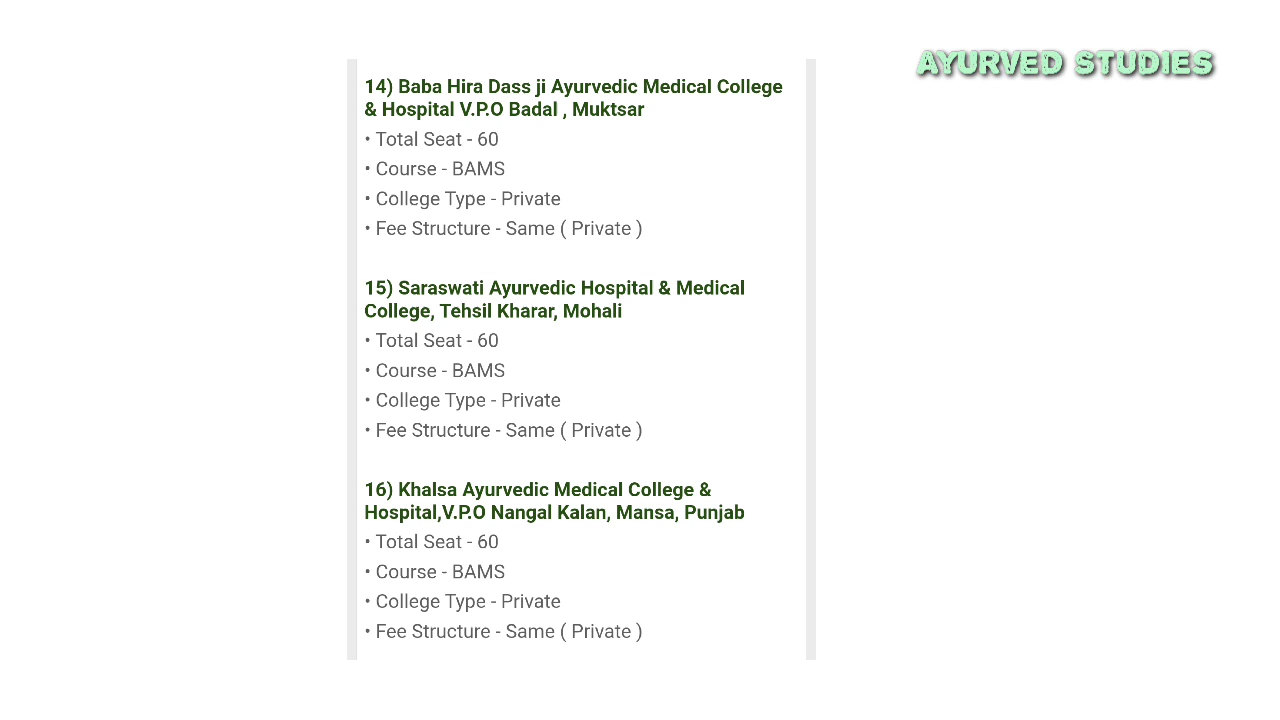 AYURVED STUDIES
14) Baba Hira Dass ji Ayurvedic Medical College
& Hospital V.P.O Badal , Muktsar
• Total Seat - 60
• Course - BAMS
• College Type - Private
• Fee Structure - Same ( Private )
15) Saraswati Ayurvedic Hospital & Medical
College, Tehsil Kharar, Mohali
• Total Seat - 60
• Course - BAMS
• College Type - Private
• Fee Structure - Same ( Private )
16) Khalsa Ayurvedic Medical College &
Hospital,V.P.O Nangal Kalan, Mansa, Punjab
• Total Seat - 60
• Course - BAMS
• College Type - Private
• Fee Structure - Same ( Private )